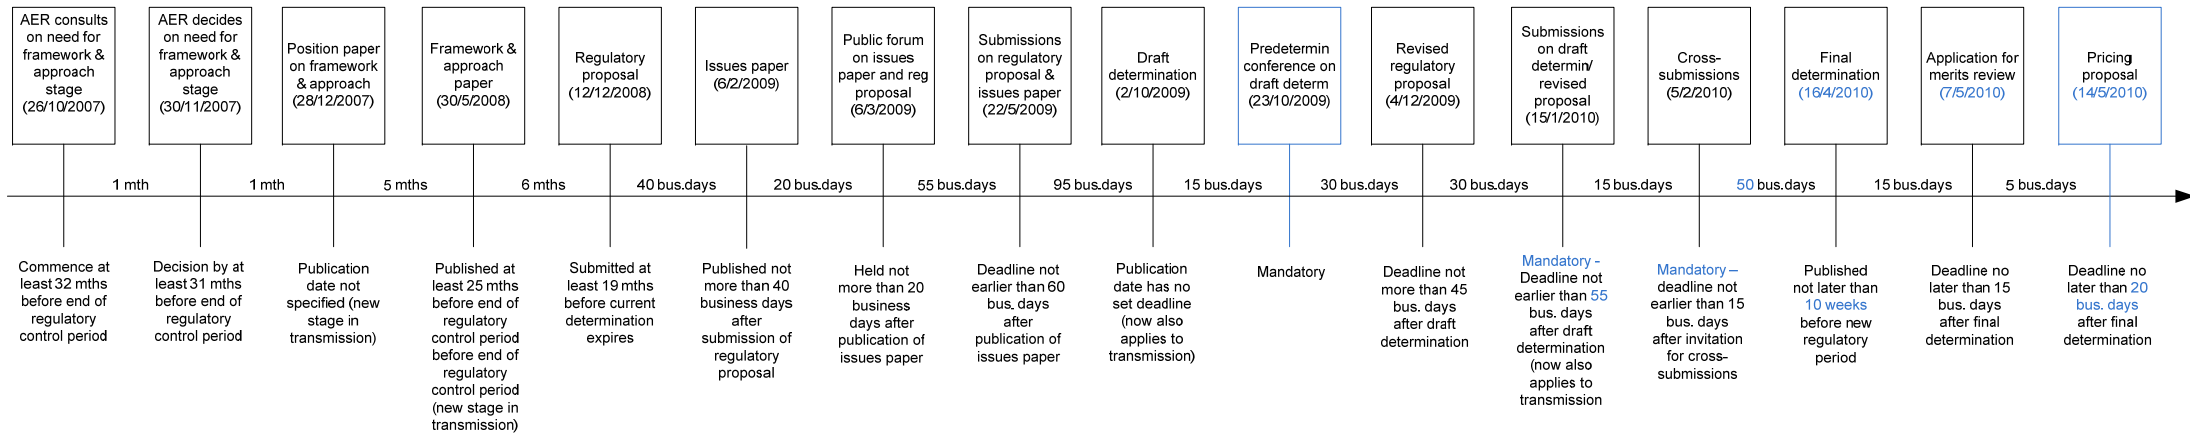 AER consults
on need for
framework &
approach
stage
(26/10/2007)
AER decides
on need for
framework &
approach
stage
(30/11/2007)
Position paper
on framework
& approach
(28/12/2007)
Framework &
approach
paper
(30/5/2008)
Regulatory
proposal
(12/12/2008)
Issues paper
(6/2/2009)
Public forum
on issues
paper and reg
proposal
(6/3/2009)
Submissions
on regulatory
proposal &
issues paper
(22/5/2009)
Draft
determination
(2/10/2009)
Predetermin
conference on
draft determ
(23/10/2009)
Revised
regulatory
proposal
(4/12/2009)
Submissions
on draft
determin/
revised
proposal
(15/1/2010)
Cross-
submissions
(5/2/2010)
Final
determination
(16/4/2010)
Application for
merits review
(7/5/2010)
Pricing
proposal
(14/5/2010)
1 mth
1 mth
5 mths
6 mths
40 bus.days
20 bus.days
55 bus.days
95 bus.days
15 bus.days
30 bus.days
30 bus.days
15 bus.days
50 bus.days
15 bus.days
5 bus.days
Commence at
least 32 mths
before end of
regulatory
control period
Decision by at
least 31 mths
before end of
regulatory
control period
Publication
date not
specified (new
stage in
transmission)
Published at
least 25 mths
before end of
regulatory
control period
before end of
regulatory
control period
(new stage in
transmission)
Submitted at
least 19 mths
before current
determination
expires
Published not
more than 40
business days
after
submission of
regulatory
proposal
Held not
more than 20
business
days after
publication of
issues paper
Deadline not
earlier than 60
bus. days
after
publication of
issues paper
Publication
date has no
set deadline
(now also
applies to
transmission)
Mandatory
Deadline not
more than 45
bus. days
after draft
determination
Mandatory -
Deadline not
earlier than 55
bus. days
after draft
determination
(now also
applies to
transmission
Mandatory –
deadline not
earlier than 15
bus. days
after invitation
for cross-
submissions
Published
not later than
10 weeks
before new
regulatory
period
Deadline no
later than 15
bus. days
after final
determination
Deadline no
later than 20
bus. days
after final
determination